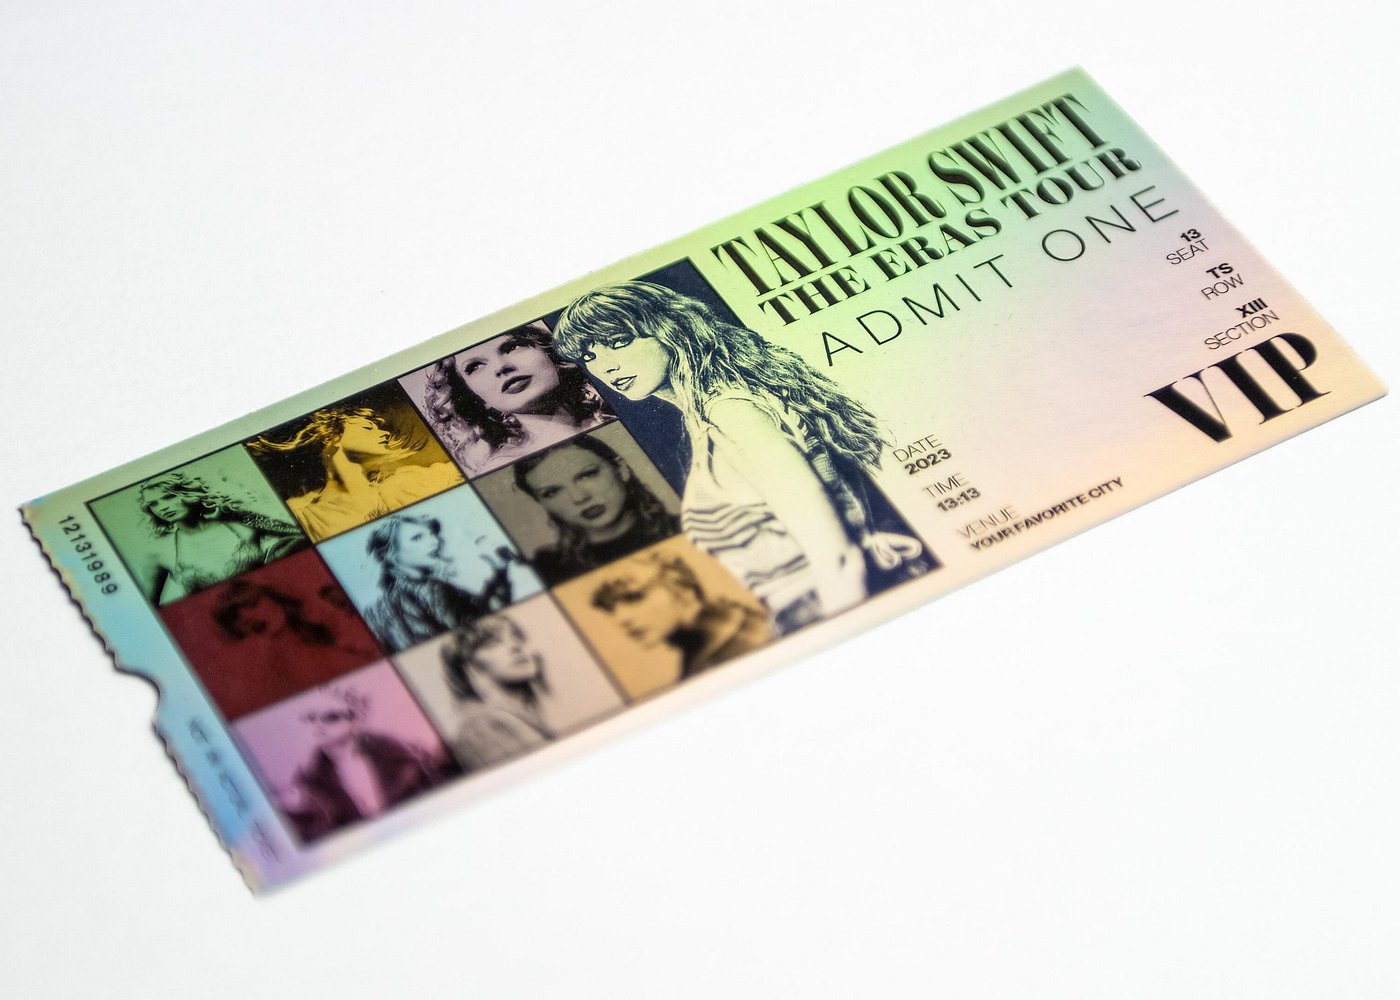 TAYLOR SWIFT
THE ERAS TOUR
ADMIT ONE
13
SEAT
TS
ROW
XIII
SECTION
VIP
DATE
2023
TIME
13:13
VENUE
YOUR FAVORITE CITY
12131989